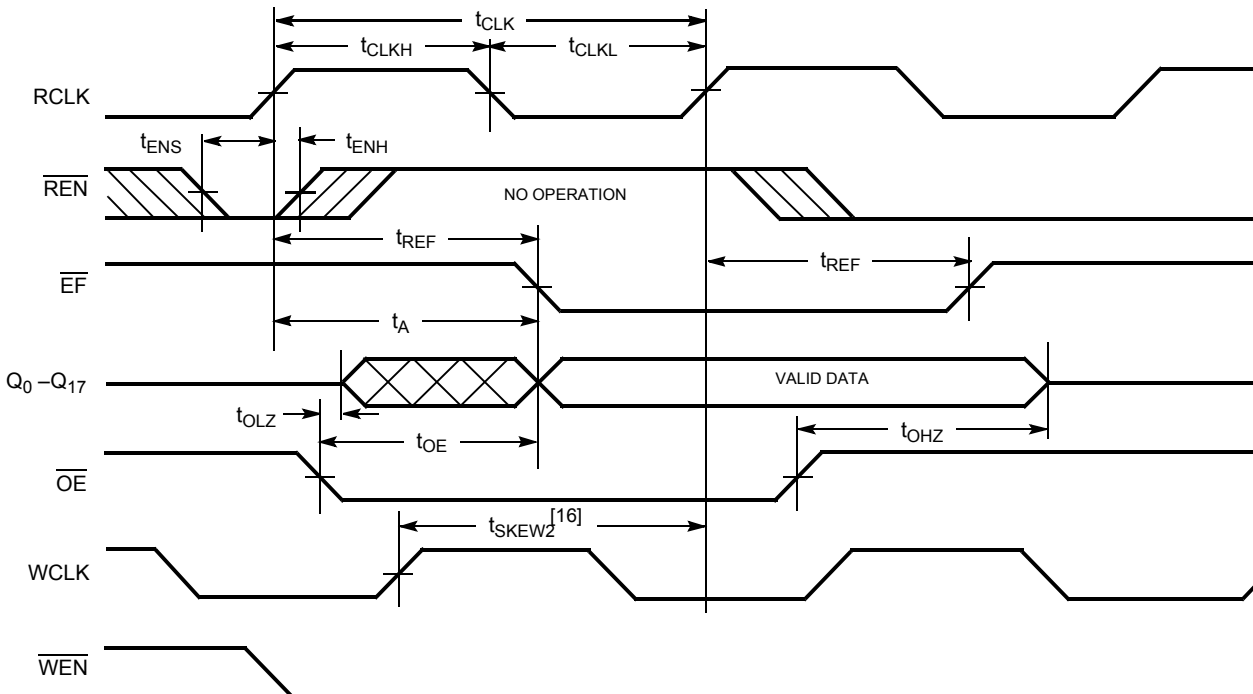 tCLK
tCLKH
tCLKL
RCLK
tENS
tENH
REN
NO OPERATION
tREF
tREF
EF
tA
Q0 –Q17
VALID DATA
tOLZ
tOE
tOHZ
OE
tSKEW2[16]
WCLK
WEN